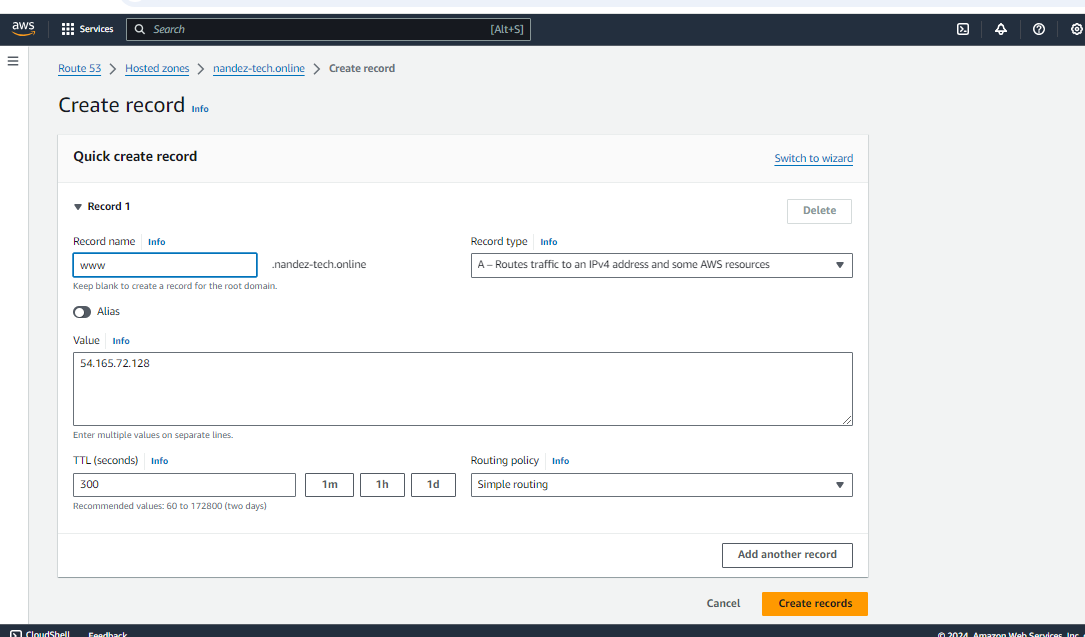 aws Services Search [Alt+S]
Route 53 Hosted zones nandez-tech.online Create record
Create record Info
Quick create record Switch to wizard
Record 1 Delete
Record name Info Record type Info
www .nandez-tech.online A – Routes traffic to an IPv4 address and some AWS resources
Keep blank to create a record for the root domain.
Alias
Value Info
54.165.72.128
Enter multiple values on separate lines.
TTL (seconds) Info Routing policy Info
300 1m 1h 1d Simple routing
Recommended values: 60 to 172800 (two days)
Add another record
Cancel Create records
CloudShell Feedback © 2024, Amazon Web Services, Inc.